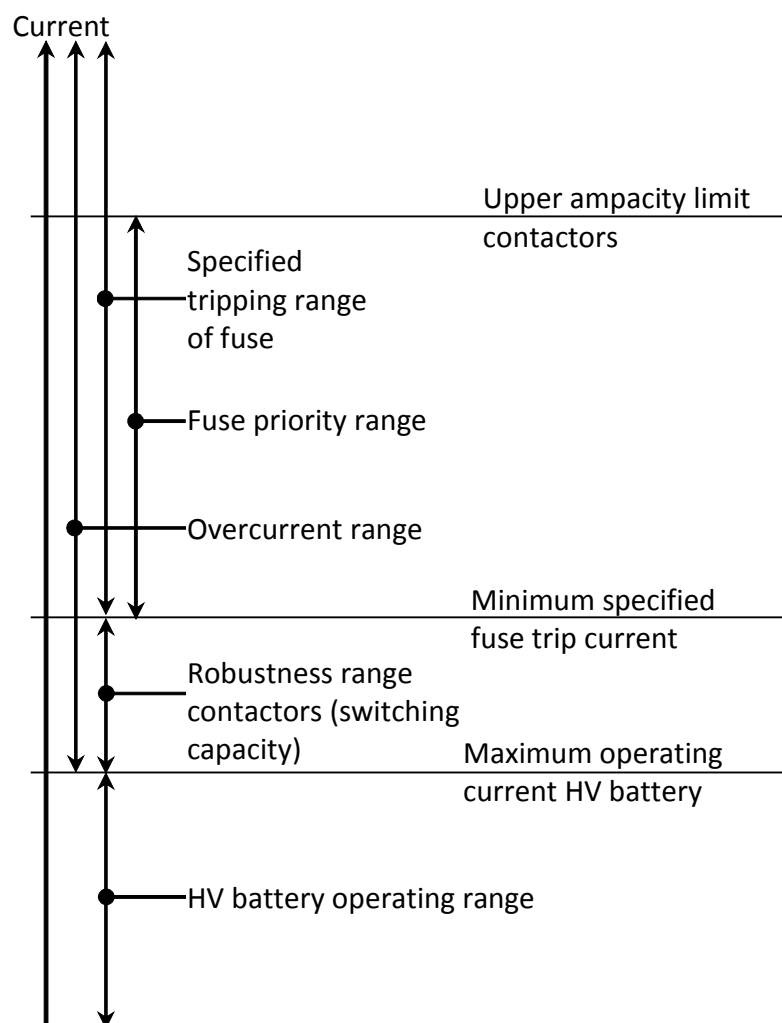 Current
Upper ampacity limit
contactors
Specified
tripping range
of fuse
Fuse priority range
Overcurrent range
Minimum specified
fuse trip current
Robustness range
contactors (switching
capacity)
Maximum operating
current HV battery
HV battery operating range